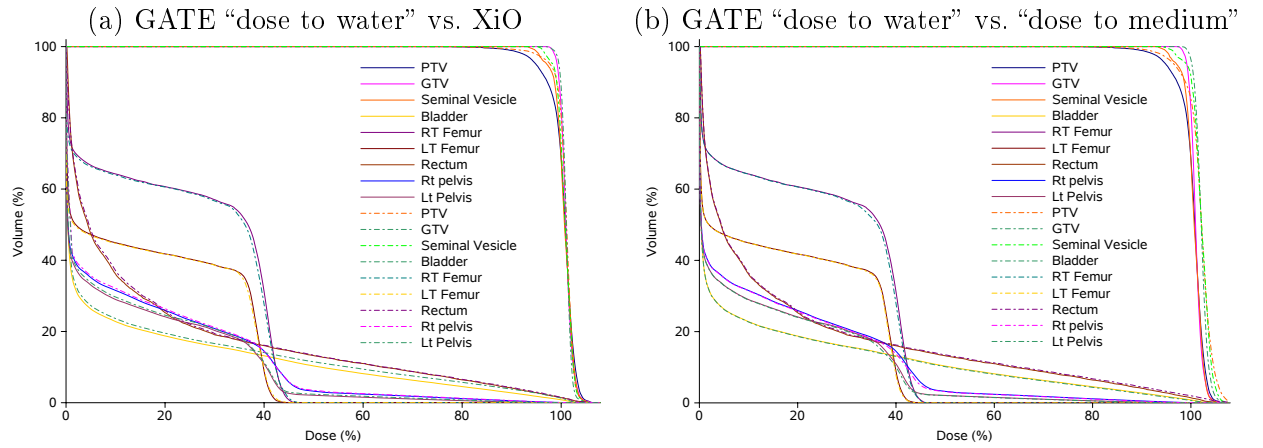 (a) GATE “dose to water” vs. XiO
100
80
60
40
20
0
Volume (%)
0
20
40
60
80
100
Dose (%)
PTV
GTV
Seminal Vesicle
Bladder
RT Femur
LT Femur
Rectum
Rt pelvis
Lt Pelvis
PTV
GTV
Seminal Vesicle
Bladder
RT Femur
LT Femur
Rectum
Rt pelvis
Lt Pelvis
(b) GATE “dose to water” vs. “dose to medium”
100
80
60
40
20
0
Volume (%)
0
20
40
60
80
100
Dose (%)
PTV
GTV
Seminal Vesicle
Bladder
RT Femur
LT Femur
Rectum
Rt pelvis
Lt Pelvis
PTV
GTV
Seminal Vesicle
Bladder
RT Femur
LT Femur
Rectum
Rt pelvis
Lt Pelvis